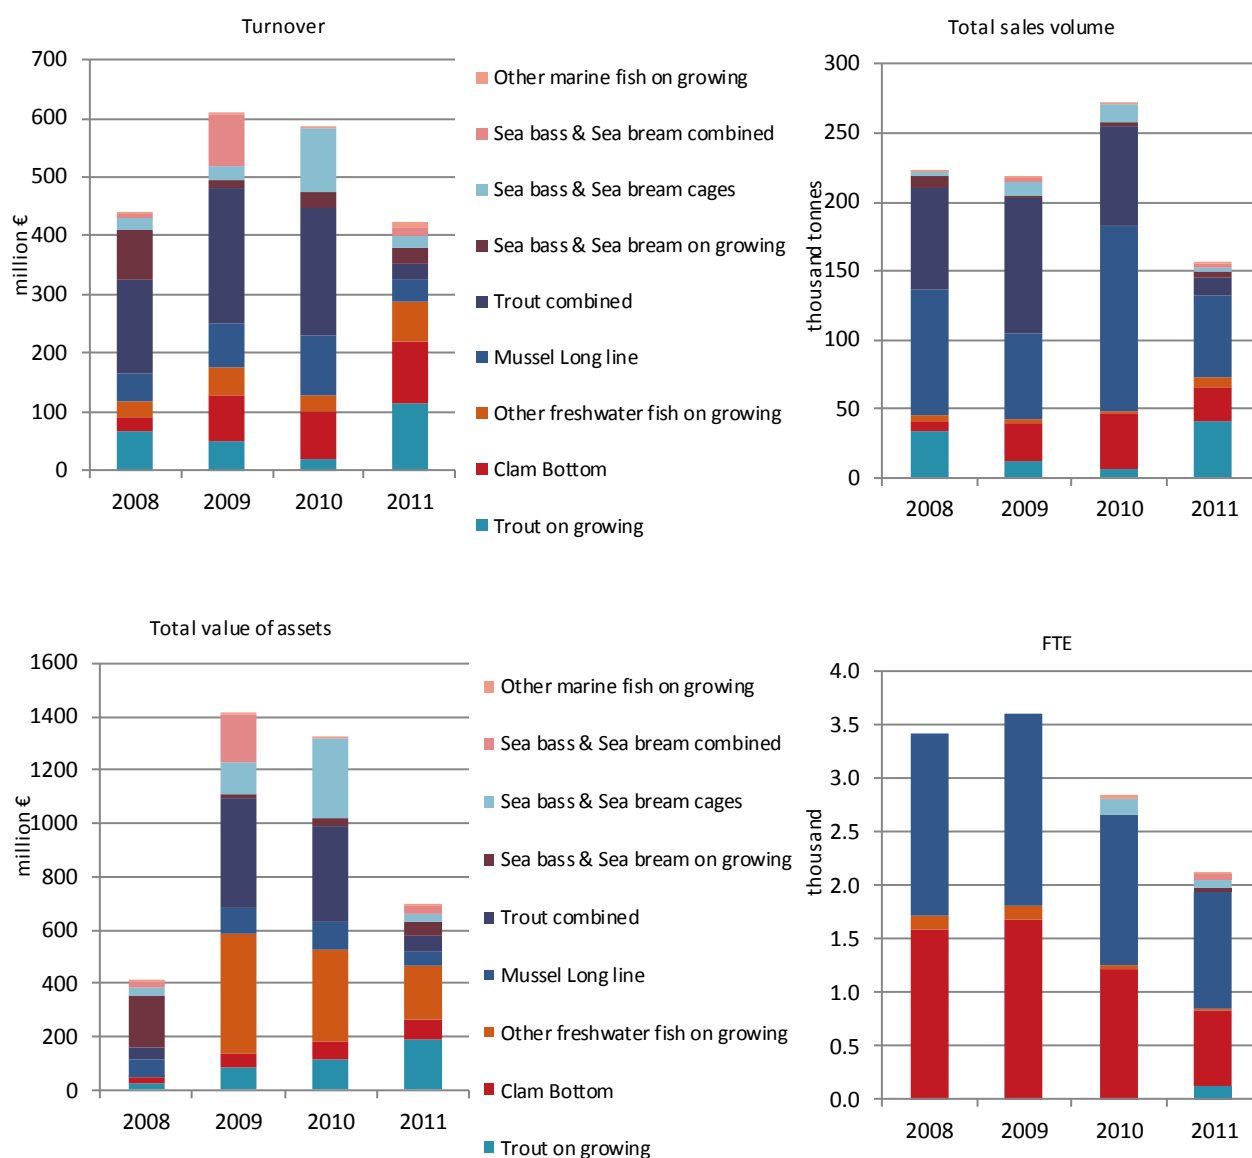 Turnover
700
600
500
400
300
200
100
0
million €
2008 2009 2010 2011
Other marine fish on growing
Sea bass & Sea bream combined
Sea bass & Sea bream cages
Sea bass & Sea bream on growing
Trout combined
Mussel Long line
Other freshwater fish on growing
Clam Bottom
Trout on growing
Total sales volume
300
250
200
150
100
50
0
thousand tonnes
2008 2009 2010 2011
Total value of assets
1600
1400
1200
1000
800
600
400
200
0
million €
2008 2009 2010 2011
Other marine fish on growing
Sea bass & Sea bream combined
Sea bass & Sea bream cages
Sea bass & Sea bream on growing
Trout combined
Mussel Long line
Other freshwater fish on growing
Clam Bottom
Trout on growing
FTE
4.0
3.5
3.0
2.5
2.0
1.5
1.0
0.5
0.0
thousand
2008 2009 2010 2011